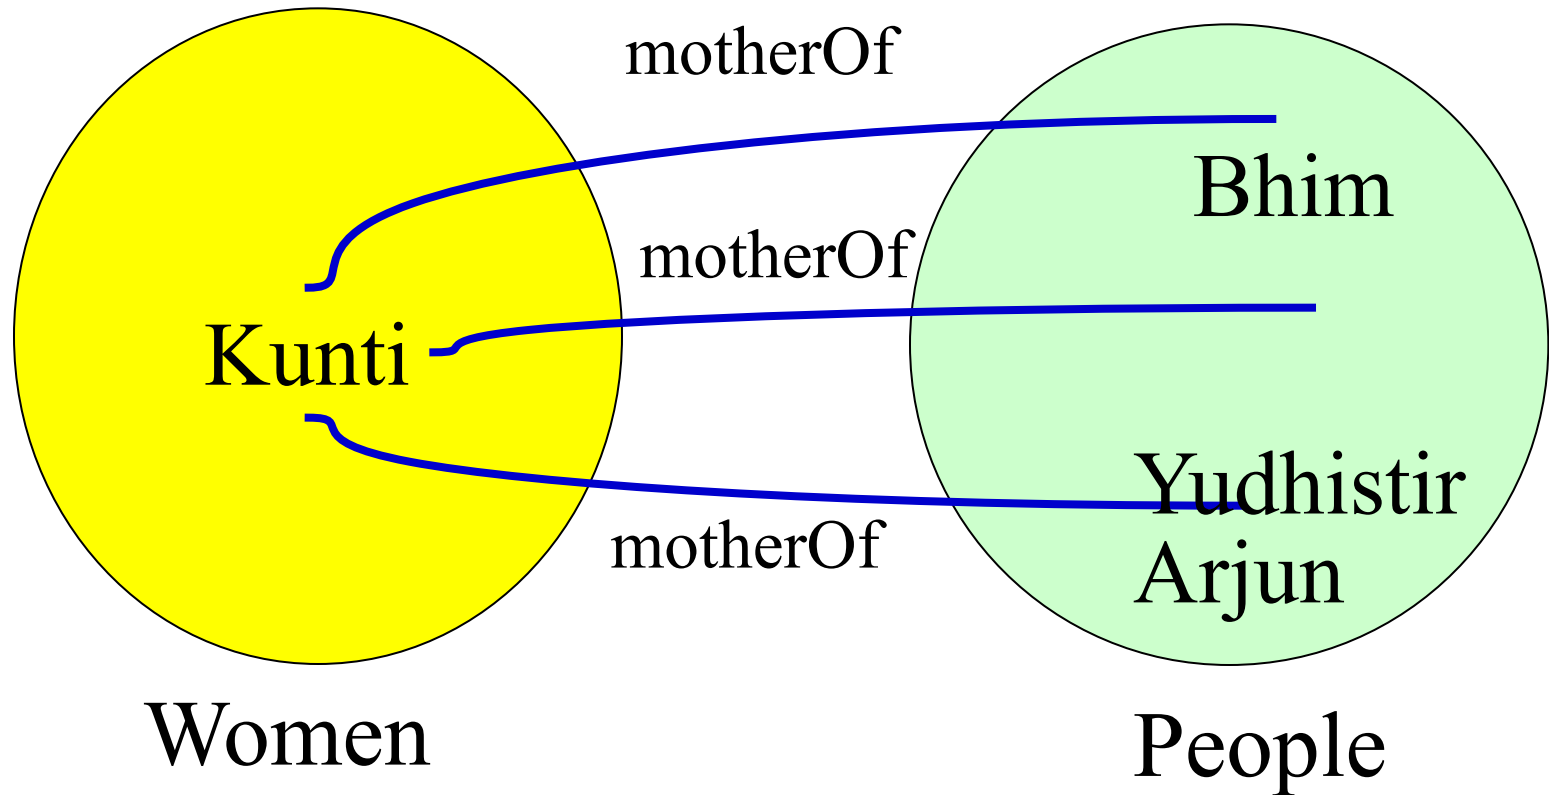 motherOf
Bhim
motherOf
Kunti
Yudhistir
motherOf
Arjun
Women
People